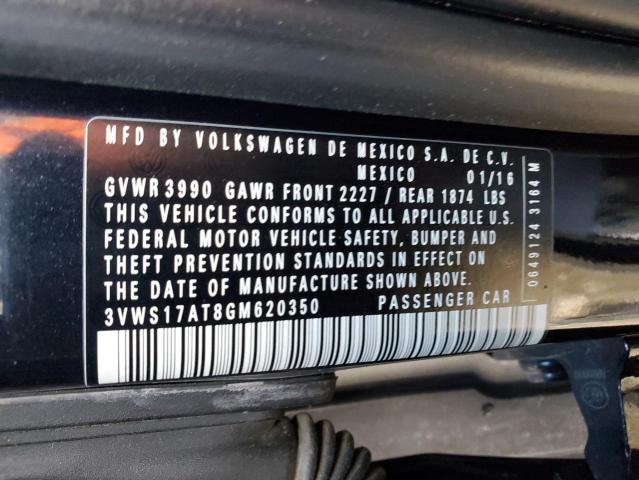 MFD BY VOLKSWAGEN DE MEXICO S.A. DE C.V.
MEXICO 01/16
GVWR 3990 GAWR FRONT 2227 / REAR 1874 LBS
THIS VEHICLE CONFORMS TO ALL APPLICABLE U.S.
FEDERAL MOTOR VEHICLE SAFETY, BUMPER AND
THEFT PREVENTION STANDARDS IN EFFECT ON
THE DATE OF MANUFACTURE SHOWN ABOVE.
3VWS17AT8GM620350 PASSENGER CAR
0649124 3164 M